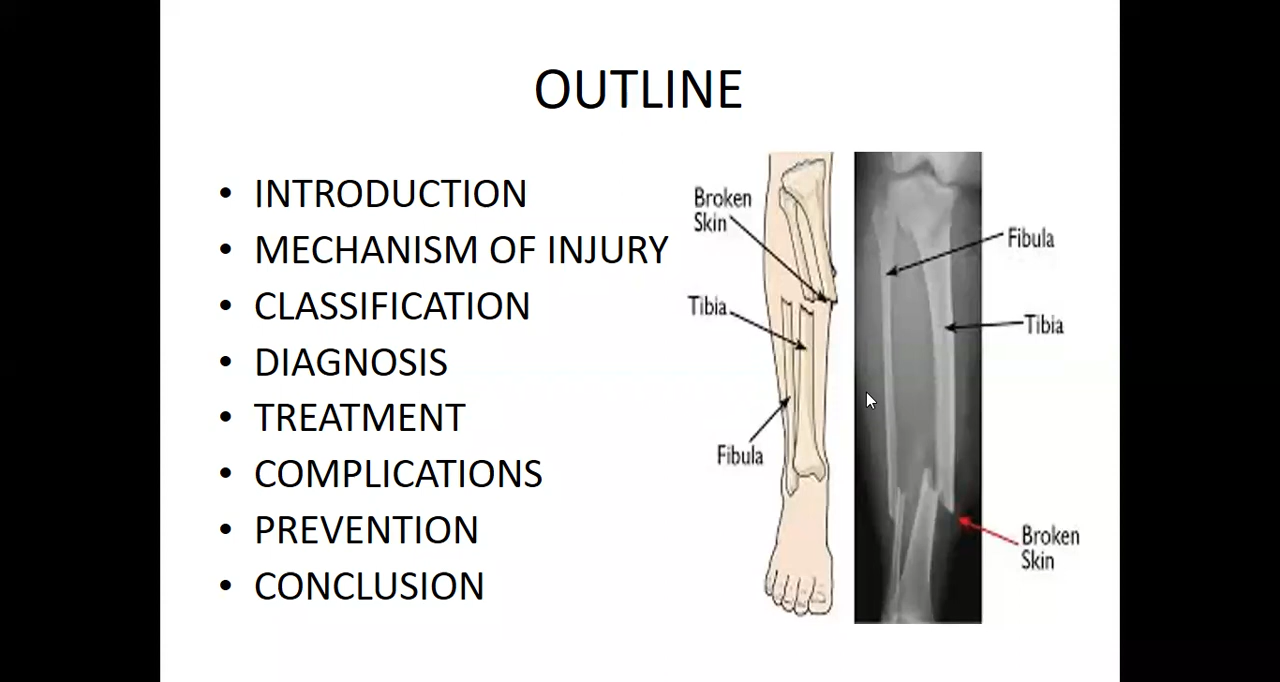 OUTLINE
• INTRODUCTION
• MECHANISM OF INJURY
• CLASSIFICATION
• DIAGNOSIS
• TREATMENT
• COMPLICATIONS
• PREVENTION
• CONCLUSION
Broken
Skin
Tibia
Fibula
Fibula
Tibia
Broken
Skin